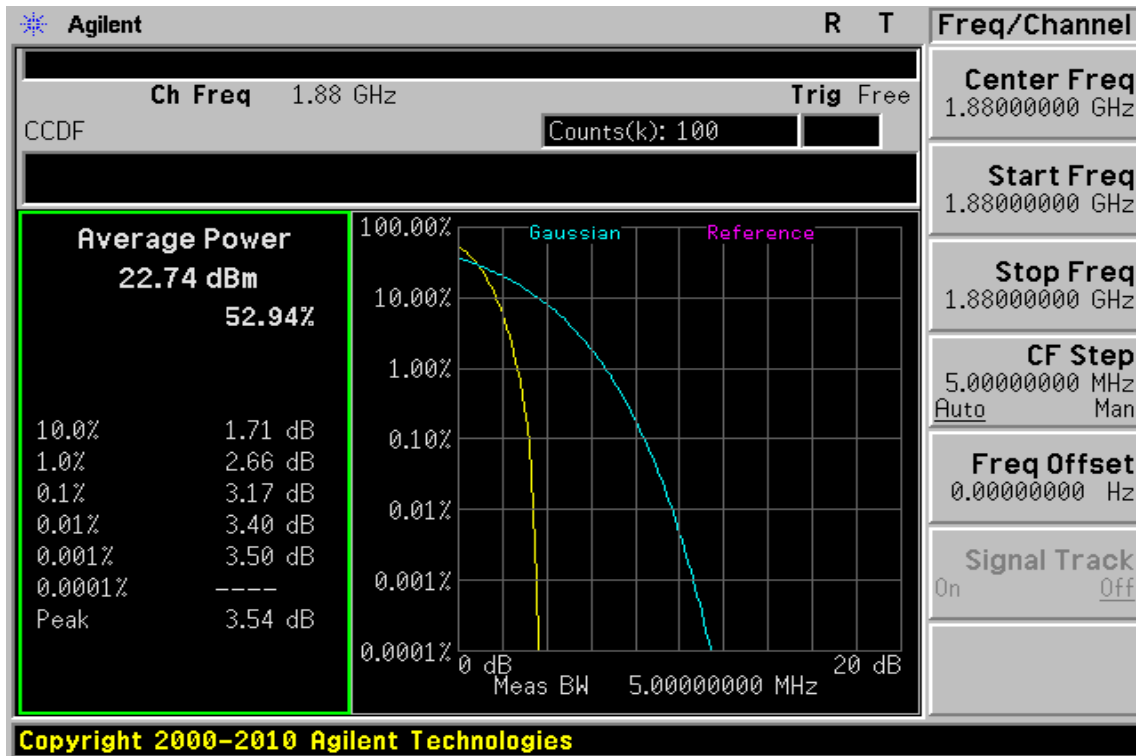 Agilent R T
Freq/Channel
Ch Freq 1.88 GHz Trig Free
CCDF Counts(k): 100
Average Power
22.74 dBm
52.94%
10.0% 1.71 dB
1.0% 2.66 dB
0.1% 3.17 dB
0.01% 3.40 dB
0.001% 3.50 dB
0.0001% ----
Peak 3.54 dB
Gaussian Reference
100.00%
10.00%
1.00%
0.10%
0.01%
0.001%
0.0001%
0 dB 20 dB
Meas BW 5.00000000 MHz
Center Freq
1.88000000 GHz
Start Freq
1.88000000 GHz
Stop Freq
1.88000000 GHz
CF Step
5.00000000 MHz
Auto Man
Freq Offset
0.00000000 Hz
Signal Track
On Off
Copyright 2000-2010 Agilent Technologies